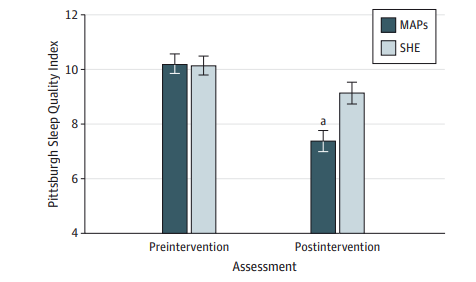 12
10
8
6
4
Pittsburgh Sleep Quality Index
MAPs
SHE
a
Preintervention
Postintervention
Assessment